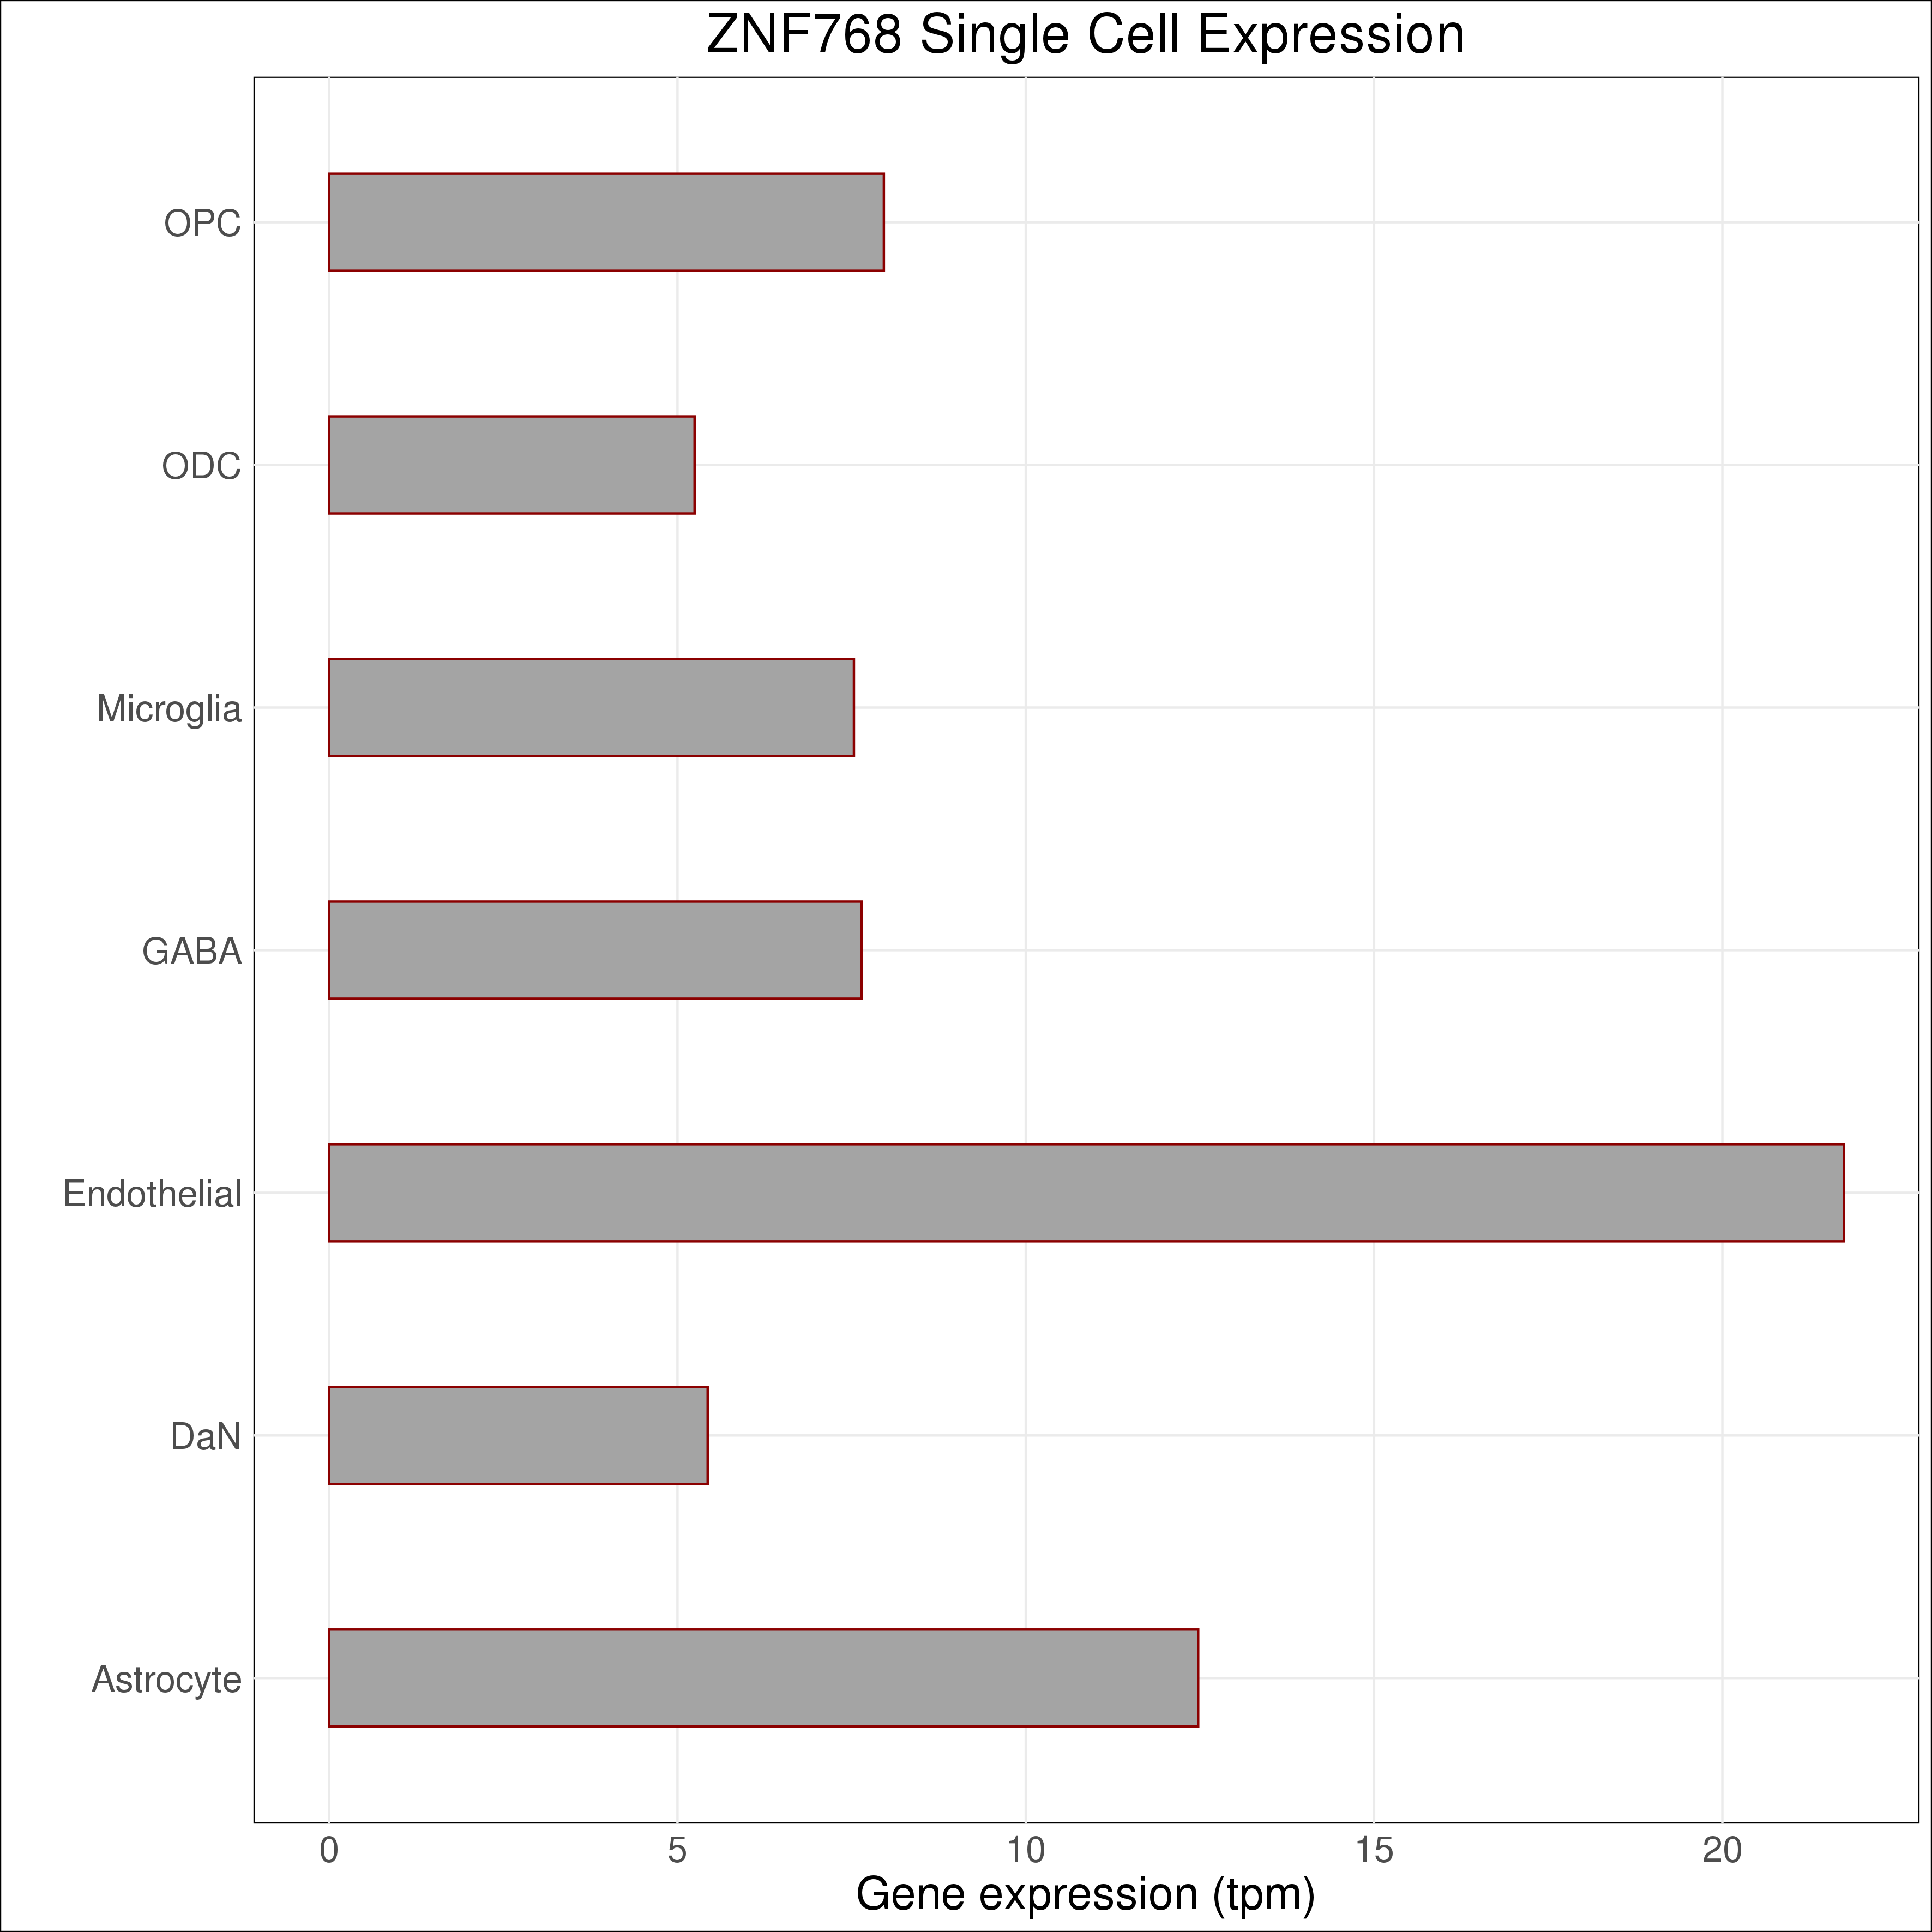 ZNF768 Single Cell Expression
OPC
ODC
Microglia
GABA
Endothelial
DaN
Astrocyte
0 5 10 15 20
Gene expression (tpm)